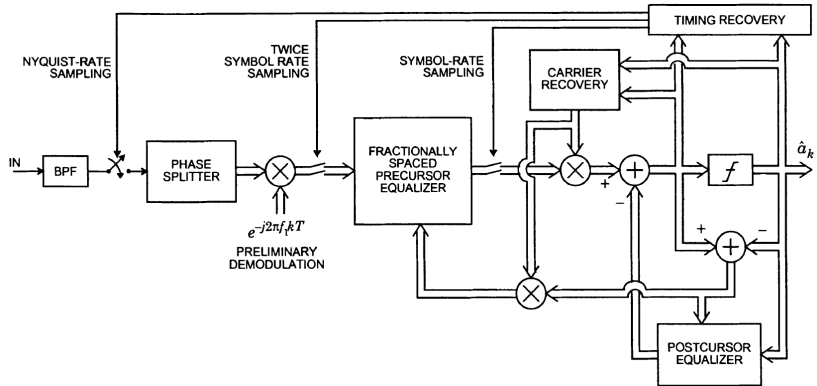 TIMING RECOVERY
NYQUIST-RATE
SAMPLING
TWICE
SYMBOL RATE
SAMPLING
SYMBOL-RATE
SAMPLING
CARRIER
RECOVERY
IN
BPF
PHASE
SPLITTER
FRACTIONALLY
SPACED
PRECURSOR
EQUALIZER
+
+
−
f
â_k
e^{−j2πf_1kT}
PRELIMINARY
DEMODULATION
+
−
+
POSTCURSOR
EQUALIZER